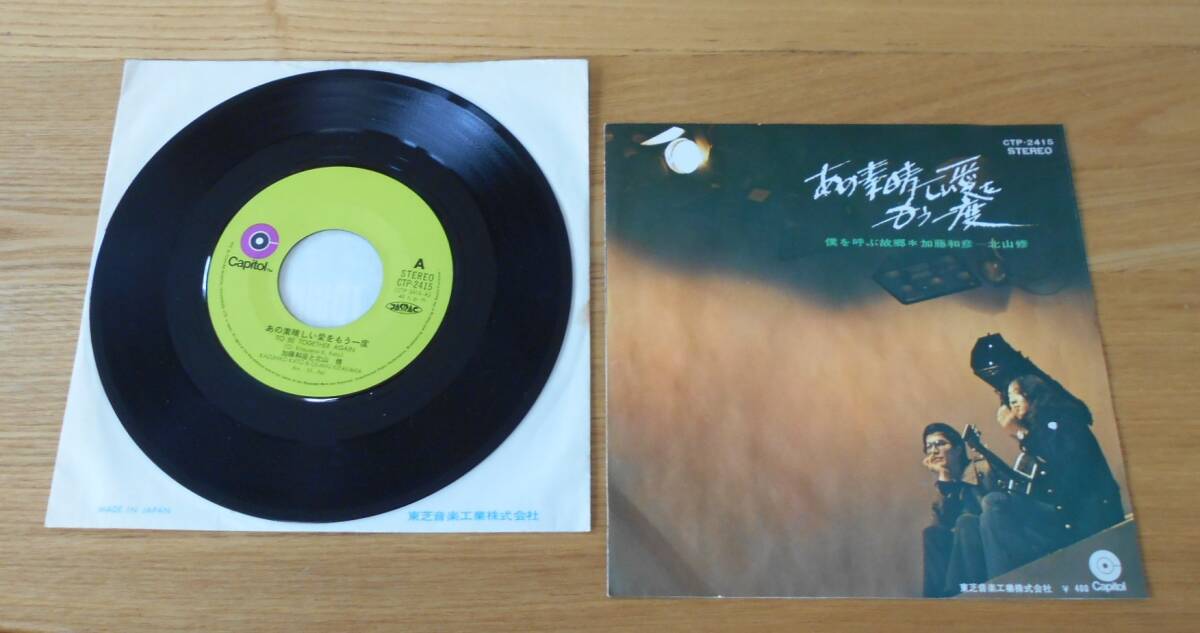 Capitol
A
STEREO
CTP-2415
JASRAC
あの素晴しい愛をもう一度
TO BE TOGETHER AGAIN
(O. Kitayama-K. Kato)
加藤和彦と北山 修
MADE IN JAPAN
東芝音楽工業株式会社
CTP-2415
STEREO
あの素晴しい愛を
もう一度
僕を呼ぶ故郷*加藤和彦 北山修
東芝音楽工業株式会社 ¥ 400 Capitol